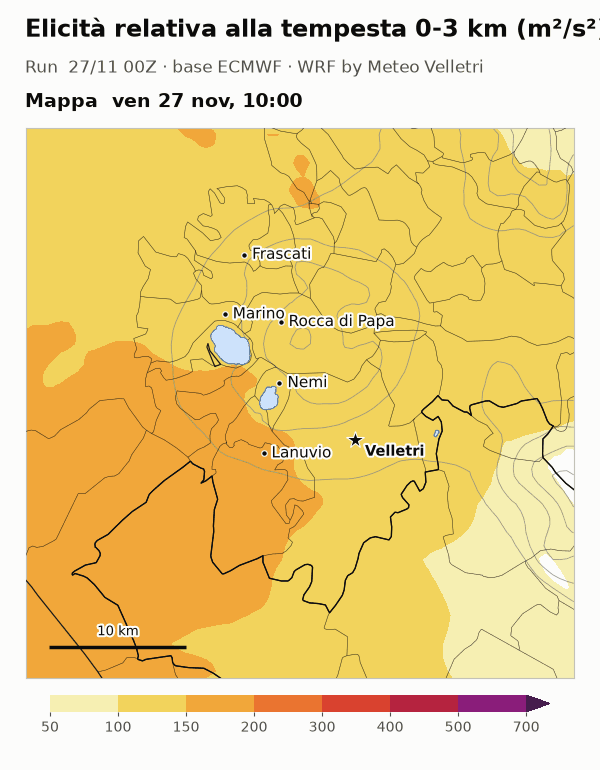 Elicità relativa alla tempesta 0-3 km (m²/s²)
Run  27/11 00Z · base ECMWF · WRF by Meteo Velletri
Mappa  ven 27 nov, 10:00
Frascati
Marino
Rocca di Papa
Nemi
Velletri
Lanuvio
10 km
50 100 150 200 300 400 500 700